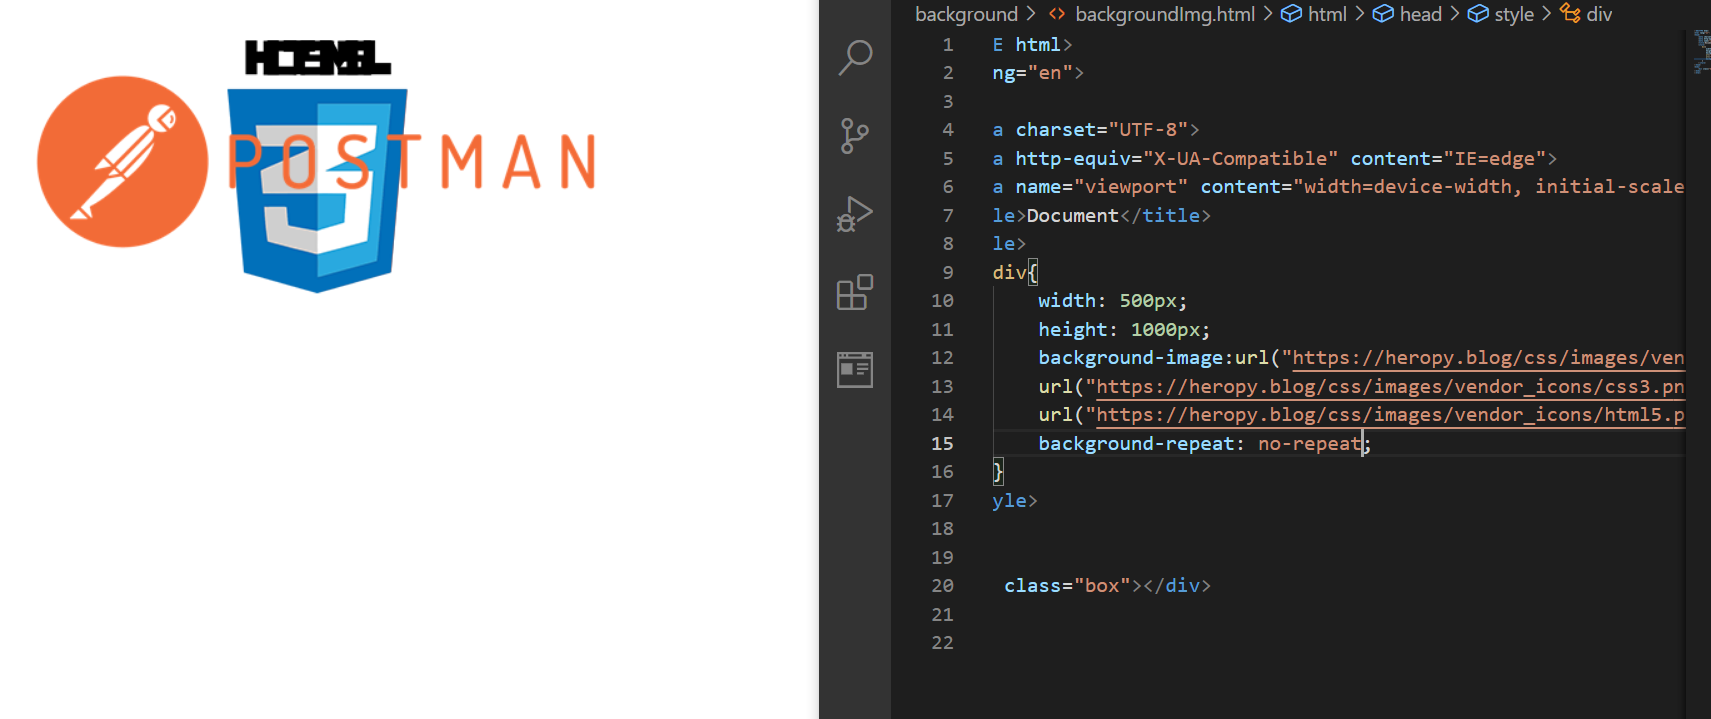 POSTMAN
background > backgroundImg.html > html > head > style > div
1 E html>
2 ng="en">
3
4 a charset="UTF-8">
5 a http-equiv="X-UA-Compatible" content="IE=edge">
6 a name="viewport" content="width=device-width, initial-scale
7 le>Document</title>
8 le>
9 div{
10 width: 500px;
11 height: 1000px;
12 background-image:url("https://heropy.blog/css/images/ven
13 url("https://heropy.blog/css/images/vendor_icons/css3.pn
14 url("https://heropy.blog/css/images/vendor_icons/html5.p
15 background-repeat: no-repeat;
16 }
17 yle>
18
19
20 class="box"></div>
21
22